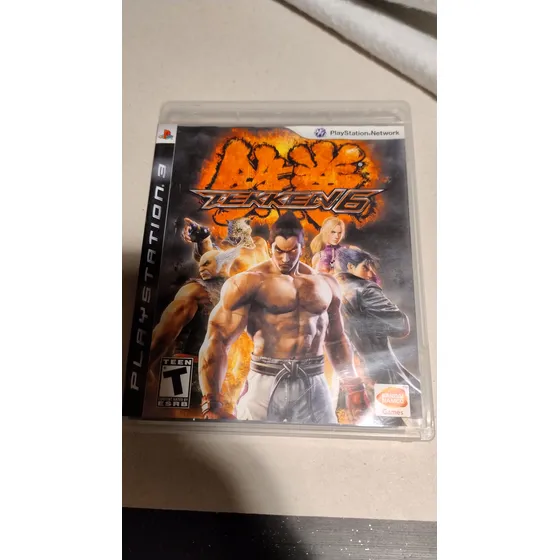 PlayStation®Network
鉄拳
TEKKEN 6
PLAYSTATION 3
TEEN
T
ESRB
BANDAI
NAMCO
Games